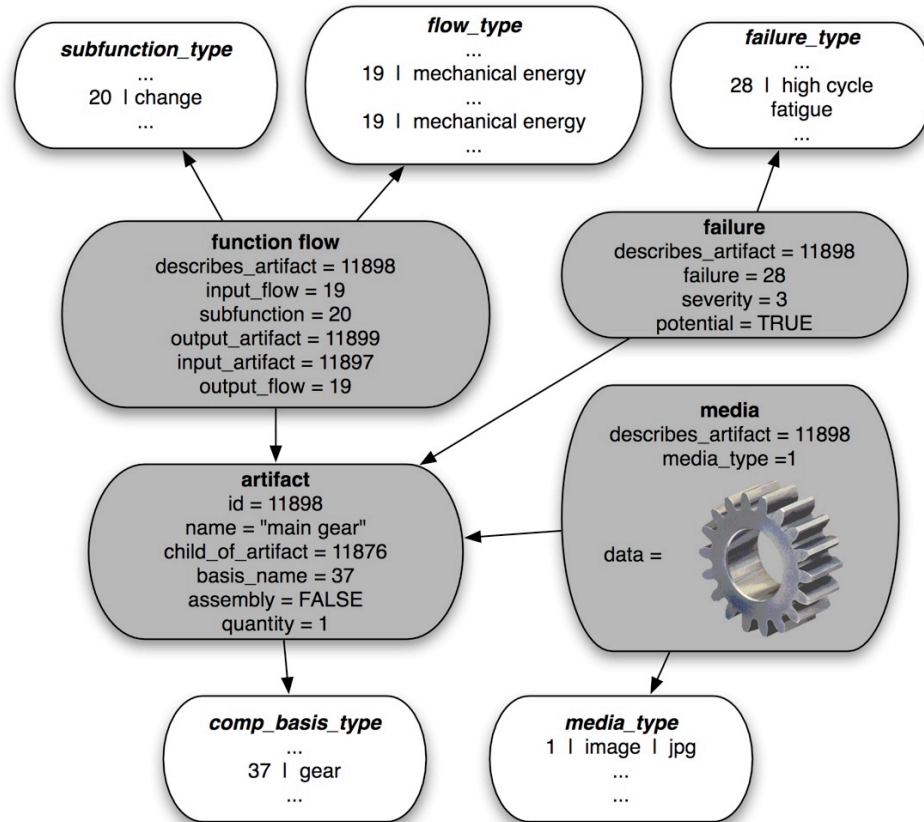 subfunction_type
...
20 | change
...
flow_type
...
19 | mechanical energy
...
19 | mechanical energy
...
failure_type
...
28 | high cycle
fatigue
...
function flow
describes_artifact = 11898
input_flow = 19
subfunction = 20
output_artifact = 11899
input_artifact = 11897
output_flow = 19
failure
describes_artifact = 11898
failure = 28
severity = 3
potential = TRUE
artifact
id = 11898
name = "main gear"
child_of_artifact = 11876
basis_name = 37
assembly = FALSE
quantity = 1
media
describes_artifact = 11898
media_type =1
data =
comp_basis_type
...
37 | gear
...
media_type
1 | image | jpg
...
...